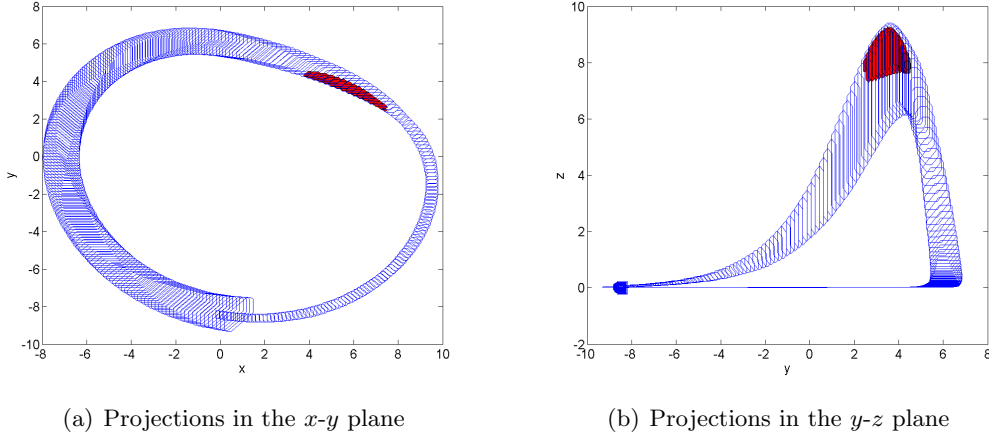 8
6
4
2
0
-2
-4
-6
-8
-10
y
-8 -6 -4 -2 0 2 4 6 8 10
x
10
8
6
4
2
0
-2
z
-10 -8 -6 -4 -2 0 2 4 6 8
y
(a) Projections in the x-y plane
(b) Projections in the y-z plane